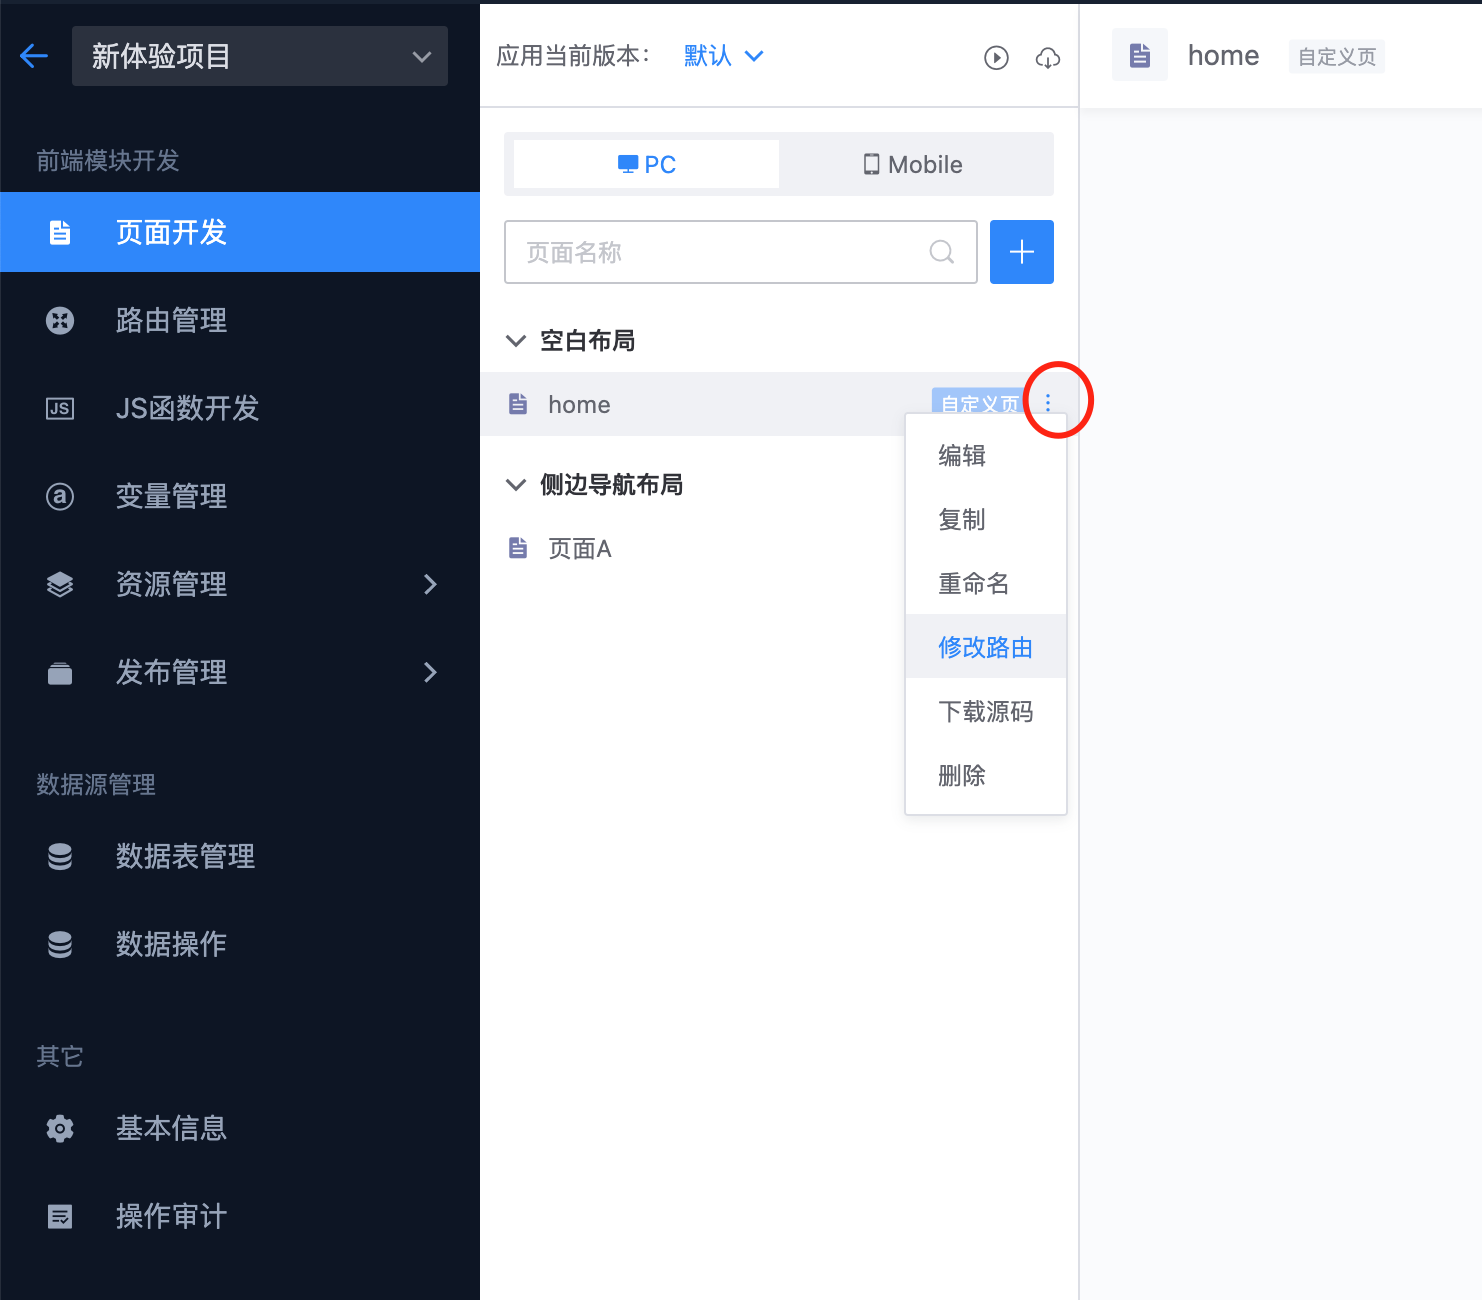 新体验项目
前端模块开发
页面开发
路由管理
JS
JS函数开发
a
变量管理
资源管理
发布管理
数据源管理
数据表管理
数据操作
其它
基本信息
操作审计
应用当前版本：
默认
PC
Mobile
页面名称
空白布局
home
自定义页
侧边导航布局
页面A
编辑
复制
重命名
修改路由
下载源码
删除
home
自定义页